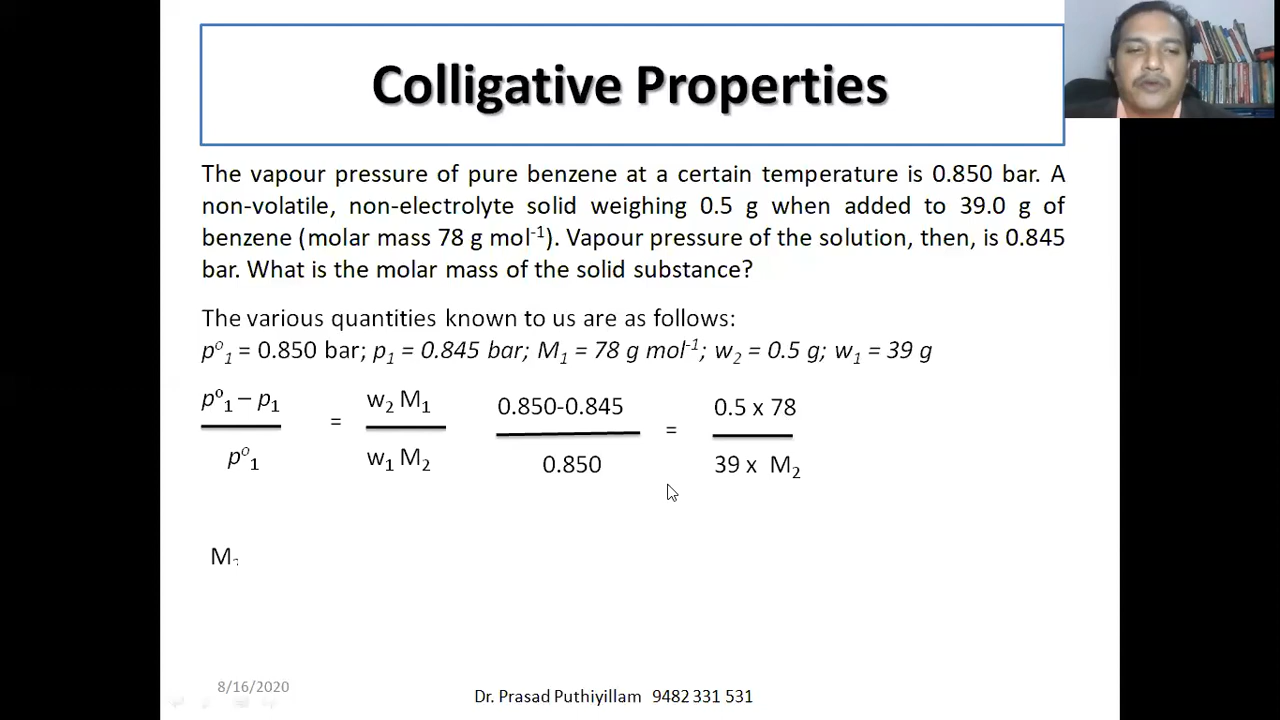 Colligative Properties
The vapour pressure of pure benzene at a certain temperature is 0.850 bar. A
non-volatile, non-electrolyte solid weighing 0.5 g when added to 39.0 g of
benzene (molar mass 78 g mol⁻¹). Vapour pressure of the solution, then, is 0.845
bar. What is the molar mass of the solid substance?
The various quantities known to us are as follows:
p⁰₁ = 0.850 bar; p₁ = 0.845 bar; M₁ = 78 g mol⁻¹; w₂ = 0.5 g; w₁ = 39 g
p⁰₁ – p₁ w₂ M₁ 0.850-0.845 0.5 x 78
= =
p⁰₁ w₁ M₂ 0.850 39 x M₂
M
8/16/2020
Dr. Prasad Puthiyillam 9482 331 531